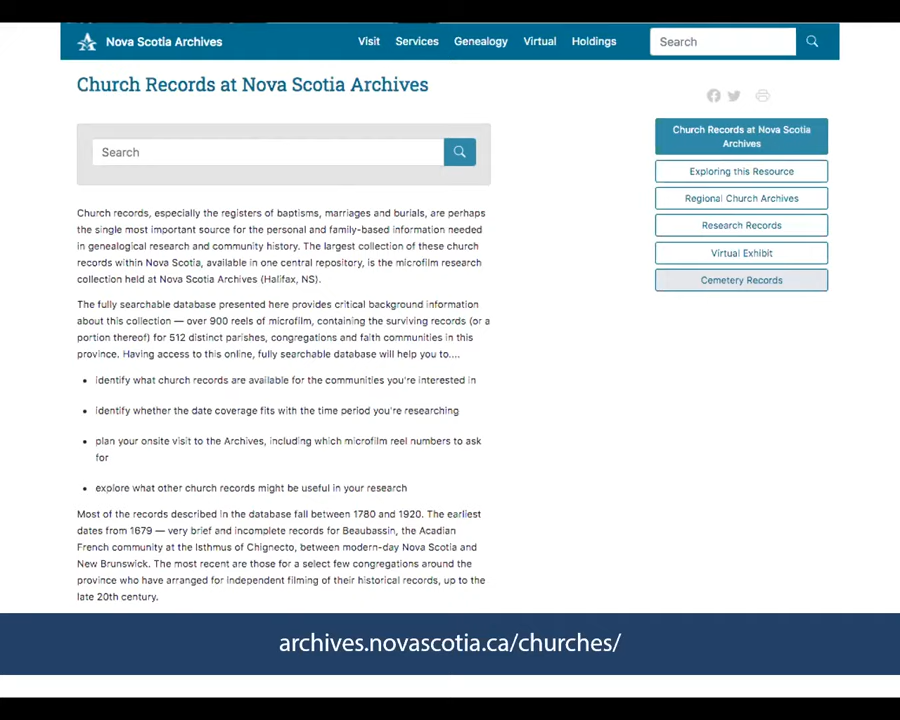 Nova Scotia Archives
Visit Services Genealogy Virtual Holdings Search
Church Records at Nova Scotia Archives
Search
Church records, especially the registers of baptisms, marriages and burials, are perhaps
the single most important source for the personal and family-based information needed
in genealogical research and community history. The largest collection of these church
records within Nova Scotia, available in one central repository, is the microfilm research
collection held at Nova Scotia Archives (Halifax, NS).
The fully searchable database presented here provides critical background information
about this collection — over 900 reels of microfilm, containing the surviving records (or a
portion thereof) for 512 distinct parishes, congregations and faith communities in this
province. Having access to this online, fully searchable database will help you to....
• identify what church records are available for the communities you're interested in
• identify whether the date coverage fits with the time period you're researching
• plan your onsite visit to the Archives, including which microfilm reel numbers to ask
for
• explore what other church records might be useful in your research
Most of the records described in the database fall between 1780 and 1920. The earliest
dates from 1679 — very brief and incomplete records for Beaubassin, the Acadian
French community at the Isthmus of Chignecto, between modern-day Nova Scotia and
New Brunswick. The most recent are those for a select few congregations around the
province who have arranged for independent filming of their historical records, up to the
late 20th century.
Church Records at Nova Scotia
Archives
Exploring this Resource
Regional Church Archives
Research Records
Virtual Exhibit
Cemetery Records
archives.novascotia.ca/churches/